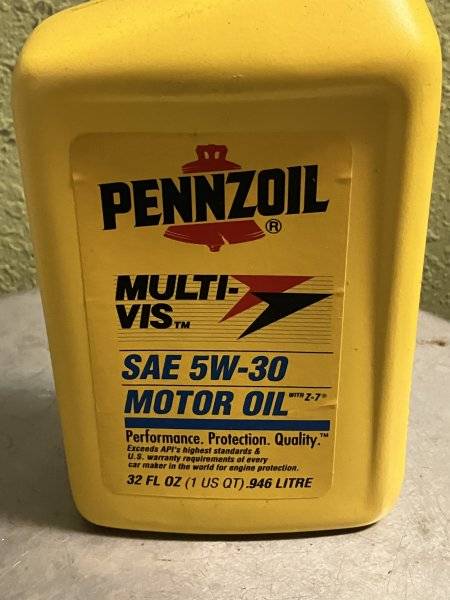 PENNZOIL®
MULTI-
VIS™
SAE 5W-30
MOTOR OIL WITH Z-7®
Performance. Protection. Quality.™
Exceeds API's highest standards &
U.S. warranty requirements of every
car maker in the world for engine protection.
32 FL OZ (1 US QT) .946 LITRE